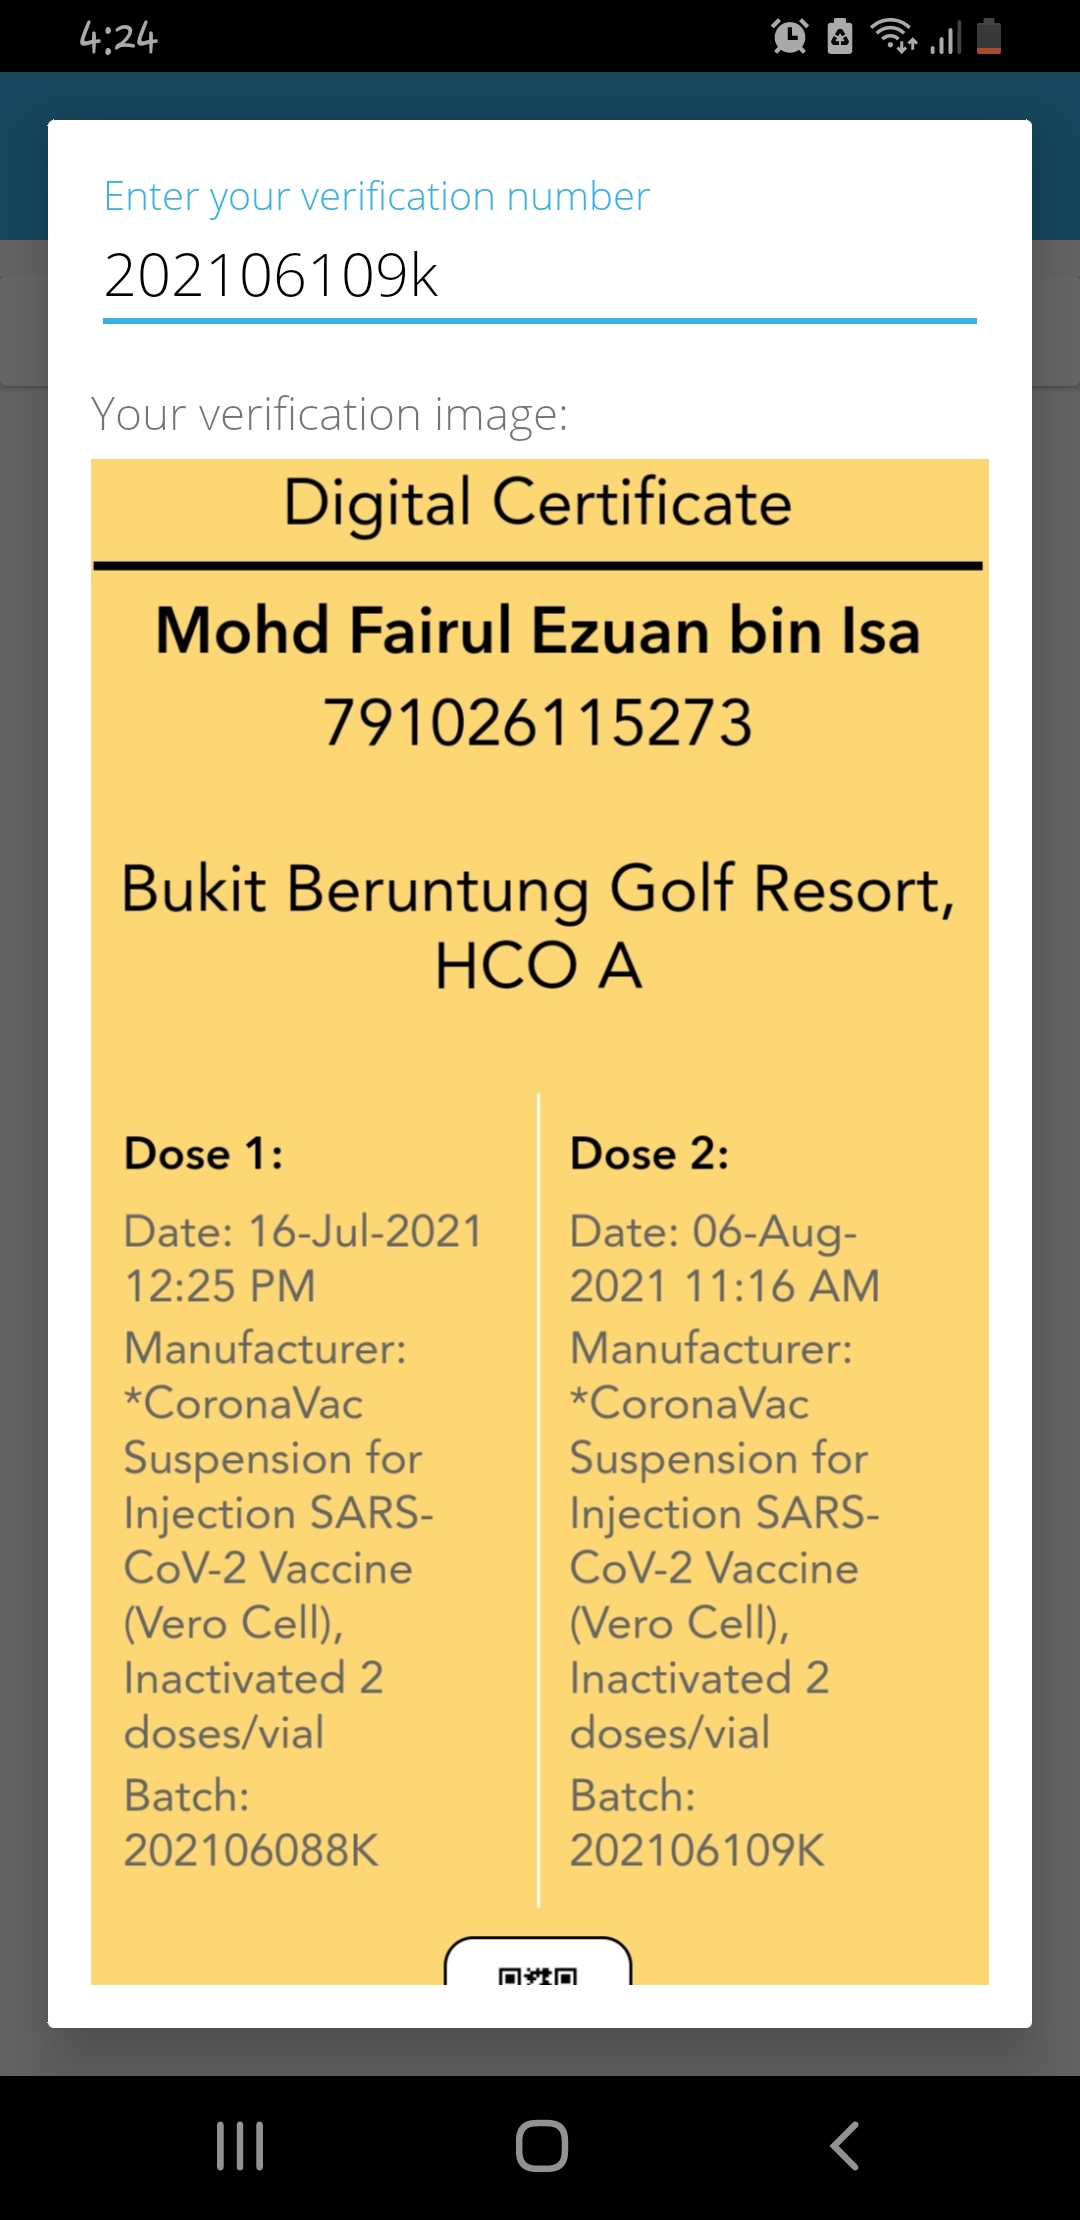 4:24
Enter your verification number
202106109k
Your verification image:
Digital Certificate
Mohd Fairul Ezuan bin Isa
791026115273
Bukit Beruntung Golf Resort,
HCO A
Dose 1:
Date: 16-Jul-2021
12:25 PM
Manufacturer:
*CoronaVac
Suspension for
Injection SARS-
CoV-2 Vaccine
(Vero Cell),
Inactivated 2
doses/vial
Batch:
202106088K
Dose 2:
Date: 06-Aug-
2021 11:16 AM
Manufacturer:
*CoronaVac
Suspension for
Injection SARS-
CoV-2 Vaccine
(Vero Cell),
Inactivated 2
doses/vial
Batch:
202106109K